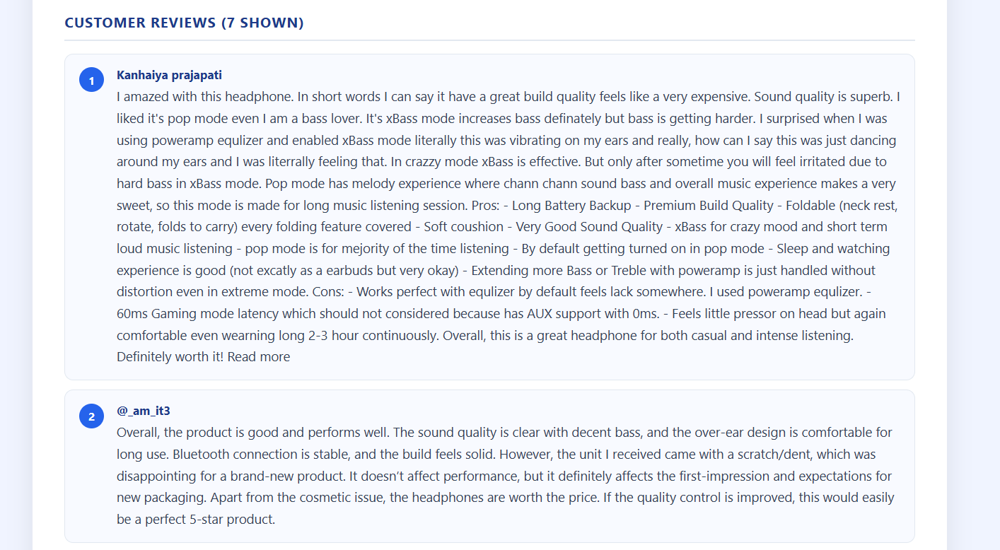 CUSTOMER REVIEWS (7 SHOWN)
1
Kanhaiya prajapati
I amazed with this headphone. In short words I can say it have a great build quality feels like a very expensive. Sound quality is superb. I
liked it's pop mode even I am a bass lover. It's xBass mode increases bass definately but bass is getting harder. I surprised when I was
using poweramp equlizer and enabled xBass mode literally this was vibrating on my ears and really, how can I say this was just dancing
around my ears and I was literrally feeling that. In crazzy mode xBass is effective. But only after sometime you will feel irritated due to
hard bass in xBass mode. Pop mode has melody experience where chann chann sound bass and overall music experience makes a very
sweet, so this mode is made for long music listening session. Pros: - Long Battery Backup - Premium Build Quality - Foldable (neck rest,
rotate, folds to carry) every folding feature covered - Soft coushion - Very Good Sound Quality - xBass for crazy mood and short term
loud music listening - pop mode is for mejority of the time listening - By default getting turned on in pop mode - Sleep and watching
experience is good (not excatly as a earbuds but very okay) - Extending more Bass or Treble with poweramp is just handled without
distortion even in extreme mode. Cons: - Works perfect with equlizer by default feels lack somewhere. I used poweramp equlizer. -
60ms Gaming mode latency which should not considered because has AUX support with 0ms. - Feels little pressor on head but again
comfortable even wearning long 2-3 hour continuously. Overall, this is a great headphone for both casual and intense listening.
Definitely worth it! Read more
2
@_am_it3
Overall, the product is good and performs well. The sound quality is clear with decent bass, and the over-ear design is comfortable for
long use. Bluetooth connection is stable, and the build feels solid. However, the unit I received came with a scratch/dent, which was
disappointing for a brand-new product. It doesn’t affect performance, but it definitely affects the first-impression and expectations for
new packaging. Apart from the cosmetic issue, the headphones are worth the price. If the quality control is improved, this would easily
be a perfect 5-star product.